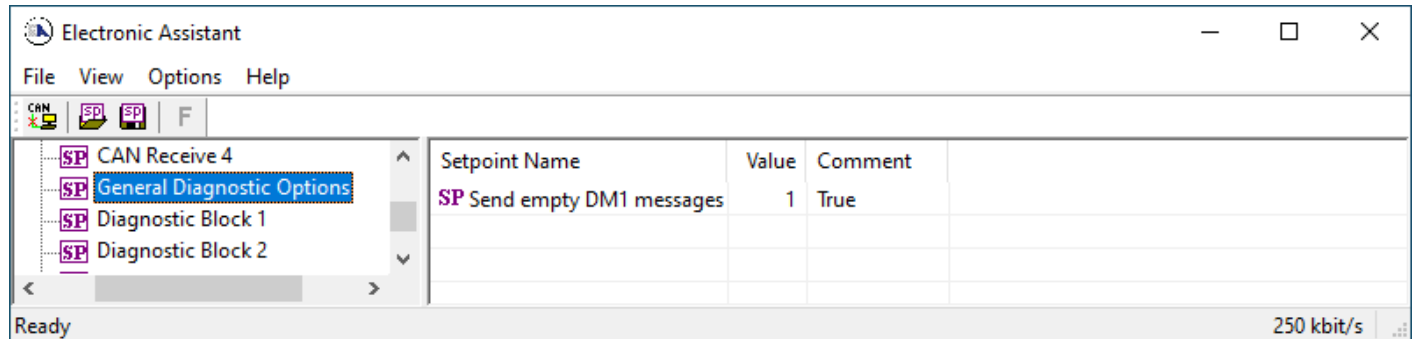 Electronic Assistant
File View Options Help
CAN SP SP F
SP CAN Receive 4
SP General Diagnostic Options
SP Diagnostic Block 1
SP Diagnostic Block 2
Setpoint Name Value Comment
SP Send empty DM1 messages 1 True
Ready 250 kbit/s